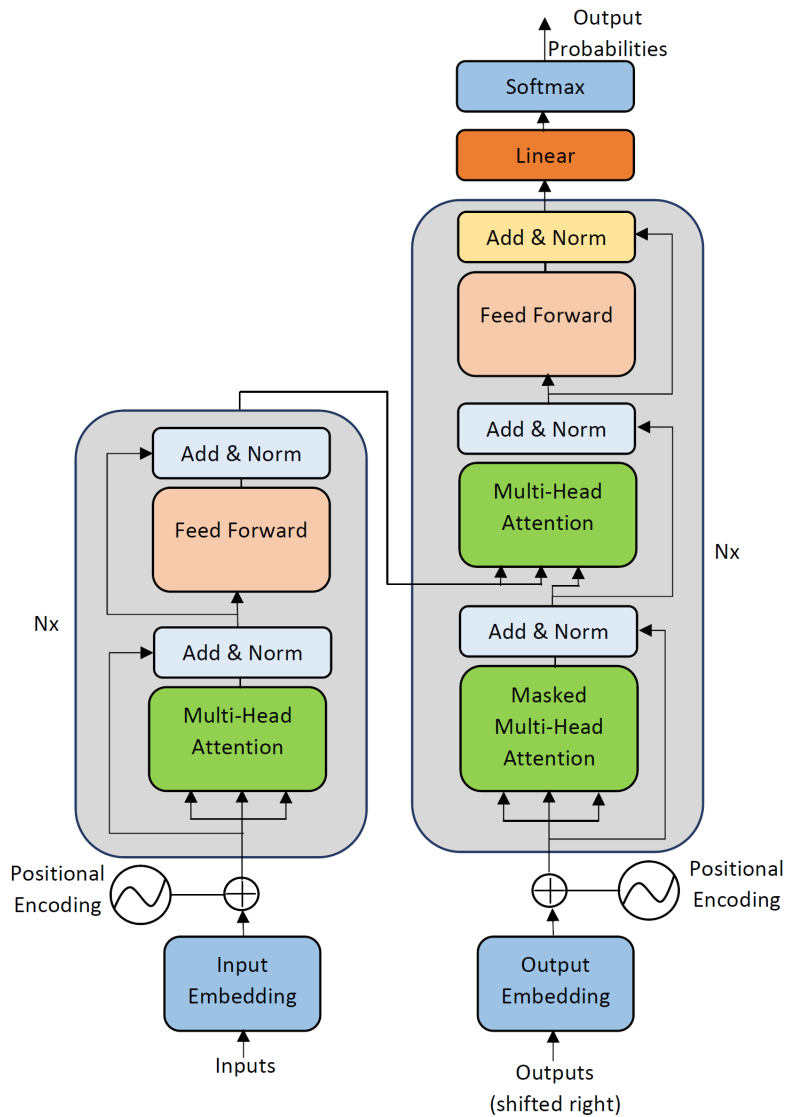 Output
Probabilities
Softmax
Linear
Add & Norm
Feed Forward
Add & Norm
Multi-Head
Attention
Nx
Add & Norm
Masked
Multi-Head
Attention
Positional
Encoding
Output
Embedding
Outputs
(shifted right)
Add & Norm
Feed Forward
Nx
Add & Norm
Multi-Head
Attention
Positional
Encoding
Input
Embedding
Inputs